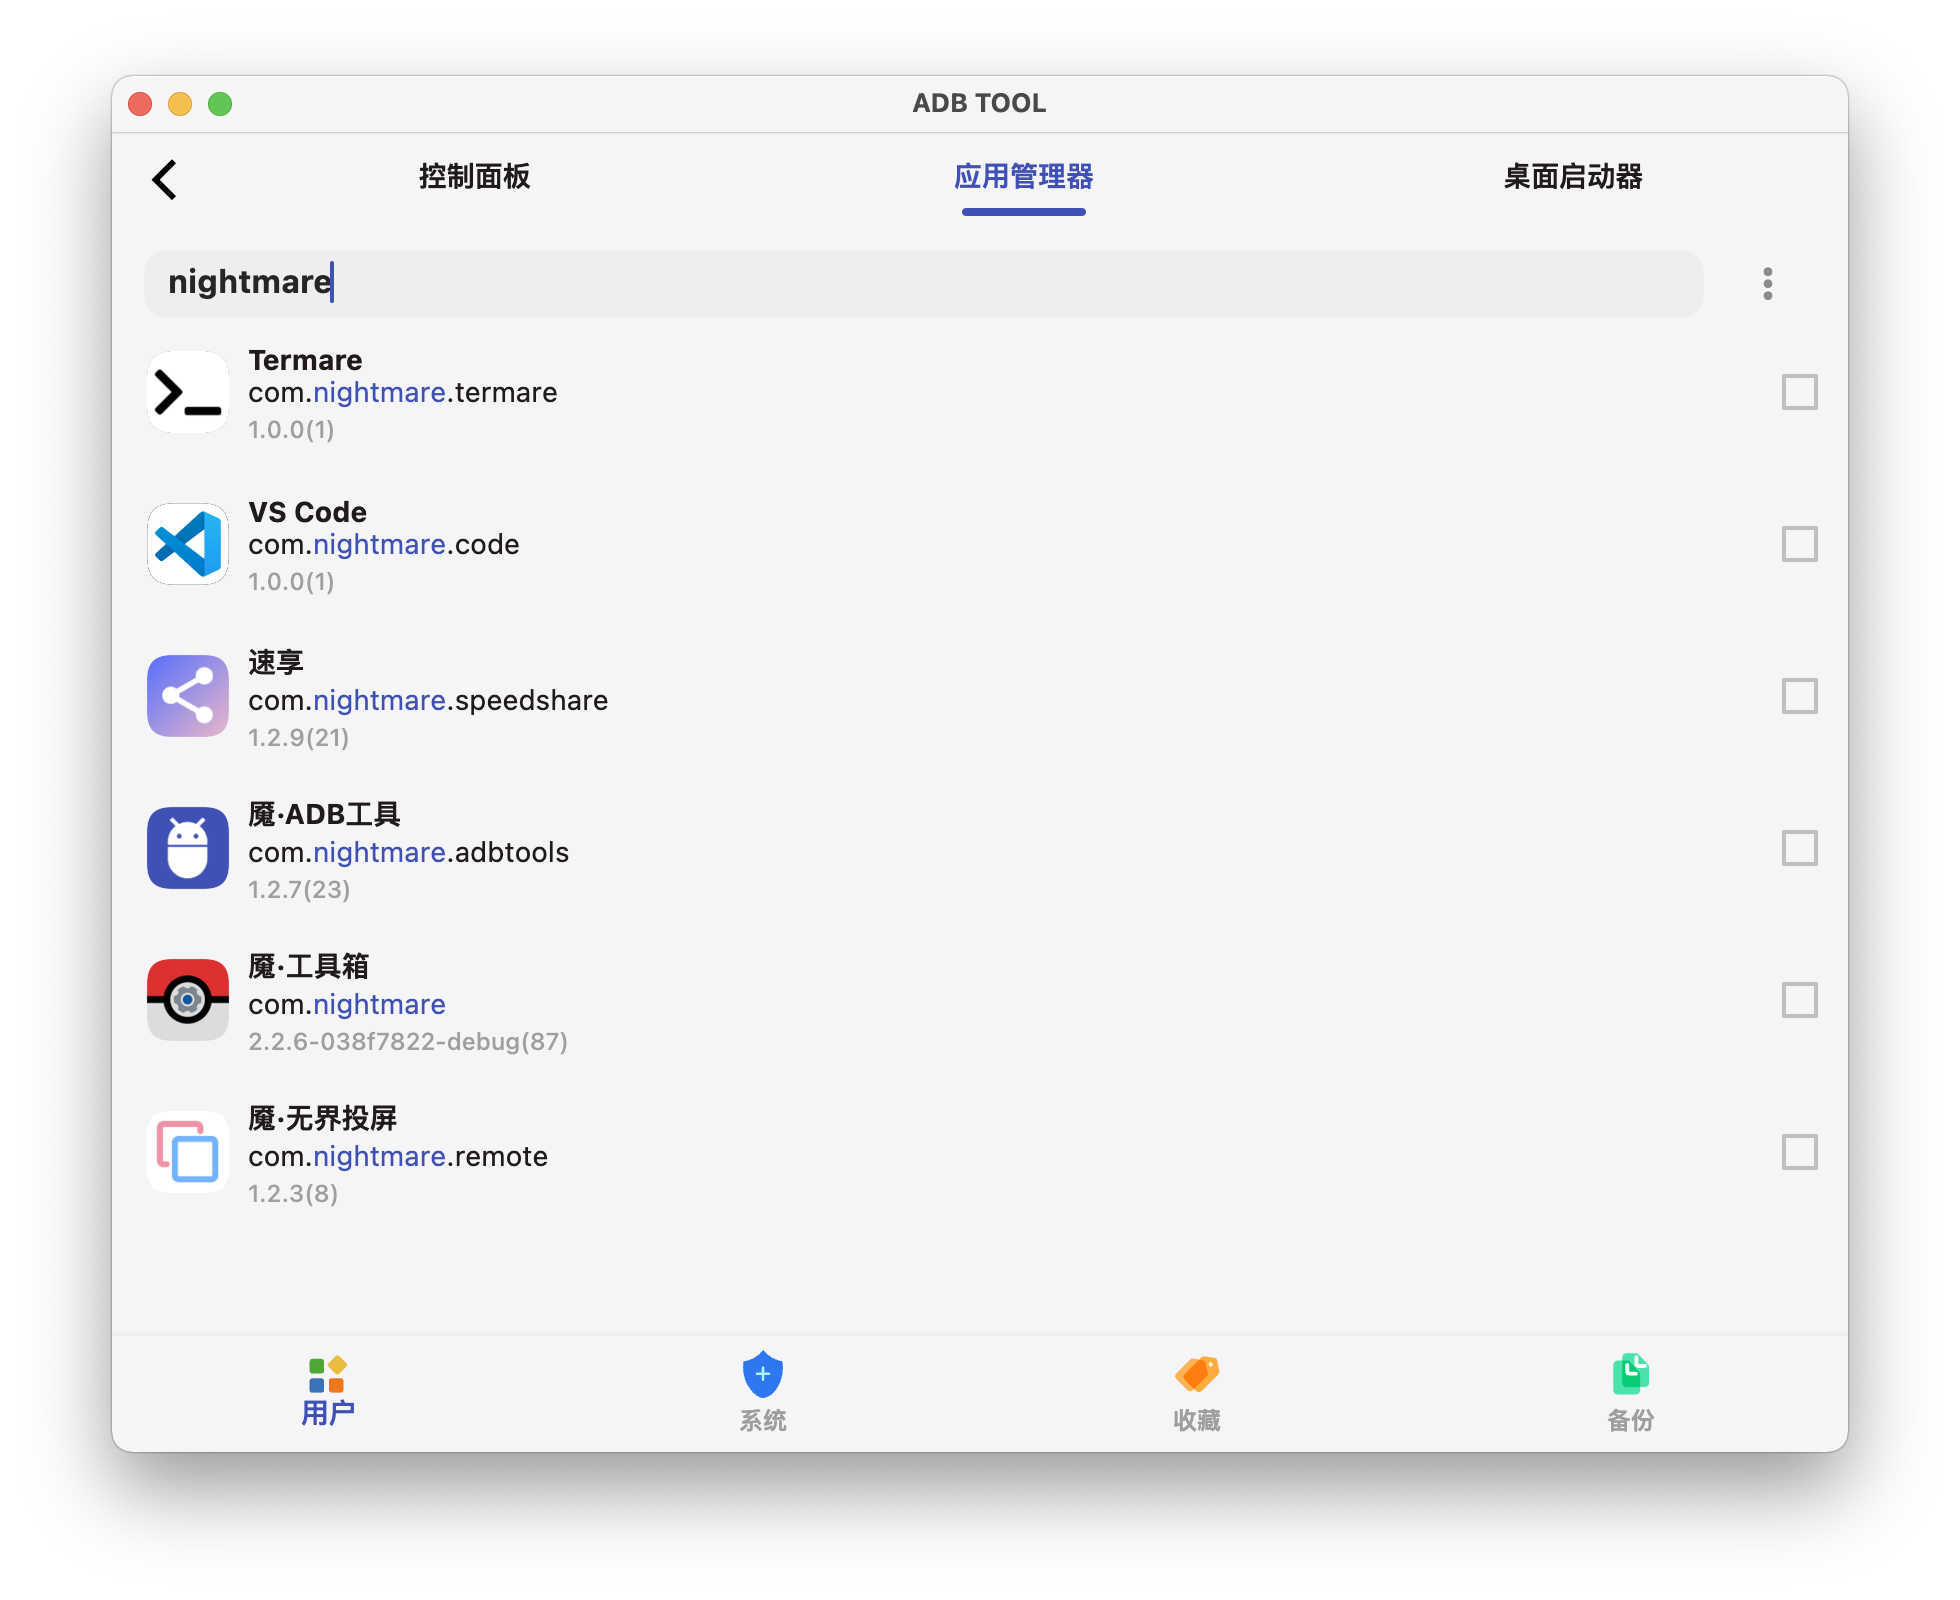 ADB TOOL
控制面板
应用管理器
桌面启动器
nightmare
Termare
com.nightmare.termare
1.0.0(1)
VS Code
com.nightmare.code
1.0.0(1)
速享
com.nightmare.speedshare
1.2.9(21)
魇·ADB工具
com.nightmare.adbtools
1.2.7(23)
魇·工具箱
com.nightmare
2.2.6-038f7822-debug(87)
魇·无界投屏
com.nightmare.remote
1.2.3(8)
用户
系统
收藏
备份